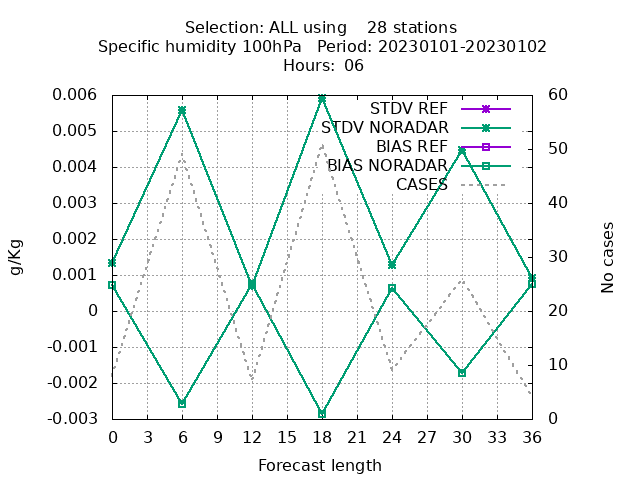 Selection: ALL using    28 stations
Specific humidity 100hPa   Period: 20230101-20230102
Hours: 06
STDV REF
STDV NORADAR
BIAS REF
BIAS NORADAR
CASES
0.006
0.005
0.004
0.003
0.002
0.001
0
-0.001
-0.002
-0.003
g/Kg
60
50
40
30
20
10
0
No cases
0 3 6 9 12 15 18 21 24 27 30 33 36
Forecast length